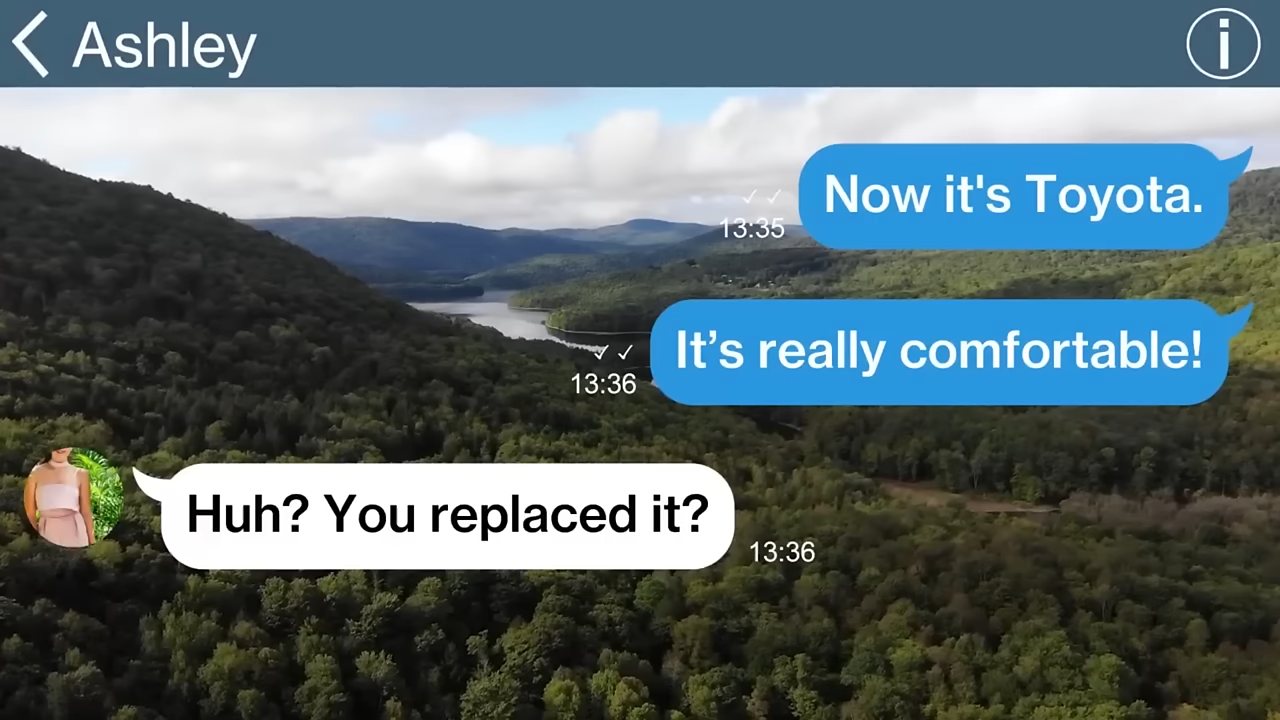 Ashley
Now it's Toyota.
13:35
It’s really comfortable!
13:36
Huh? You replaced it?
13:36